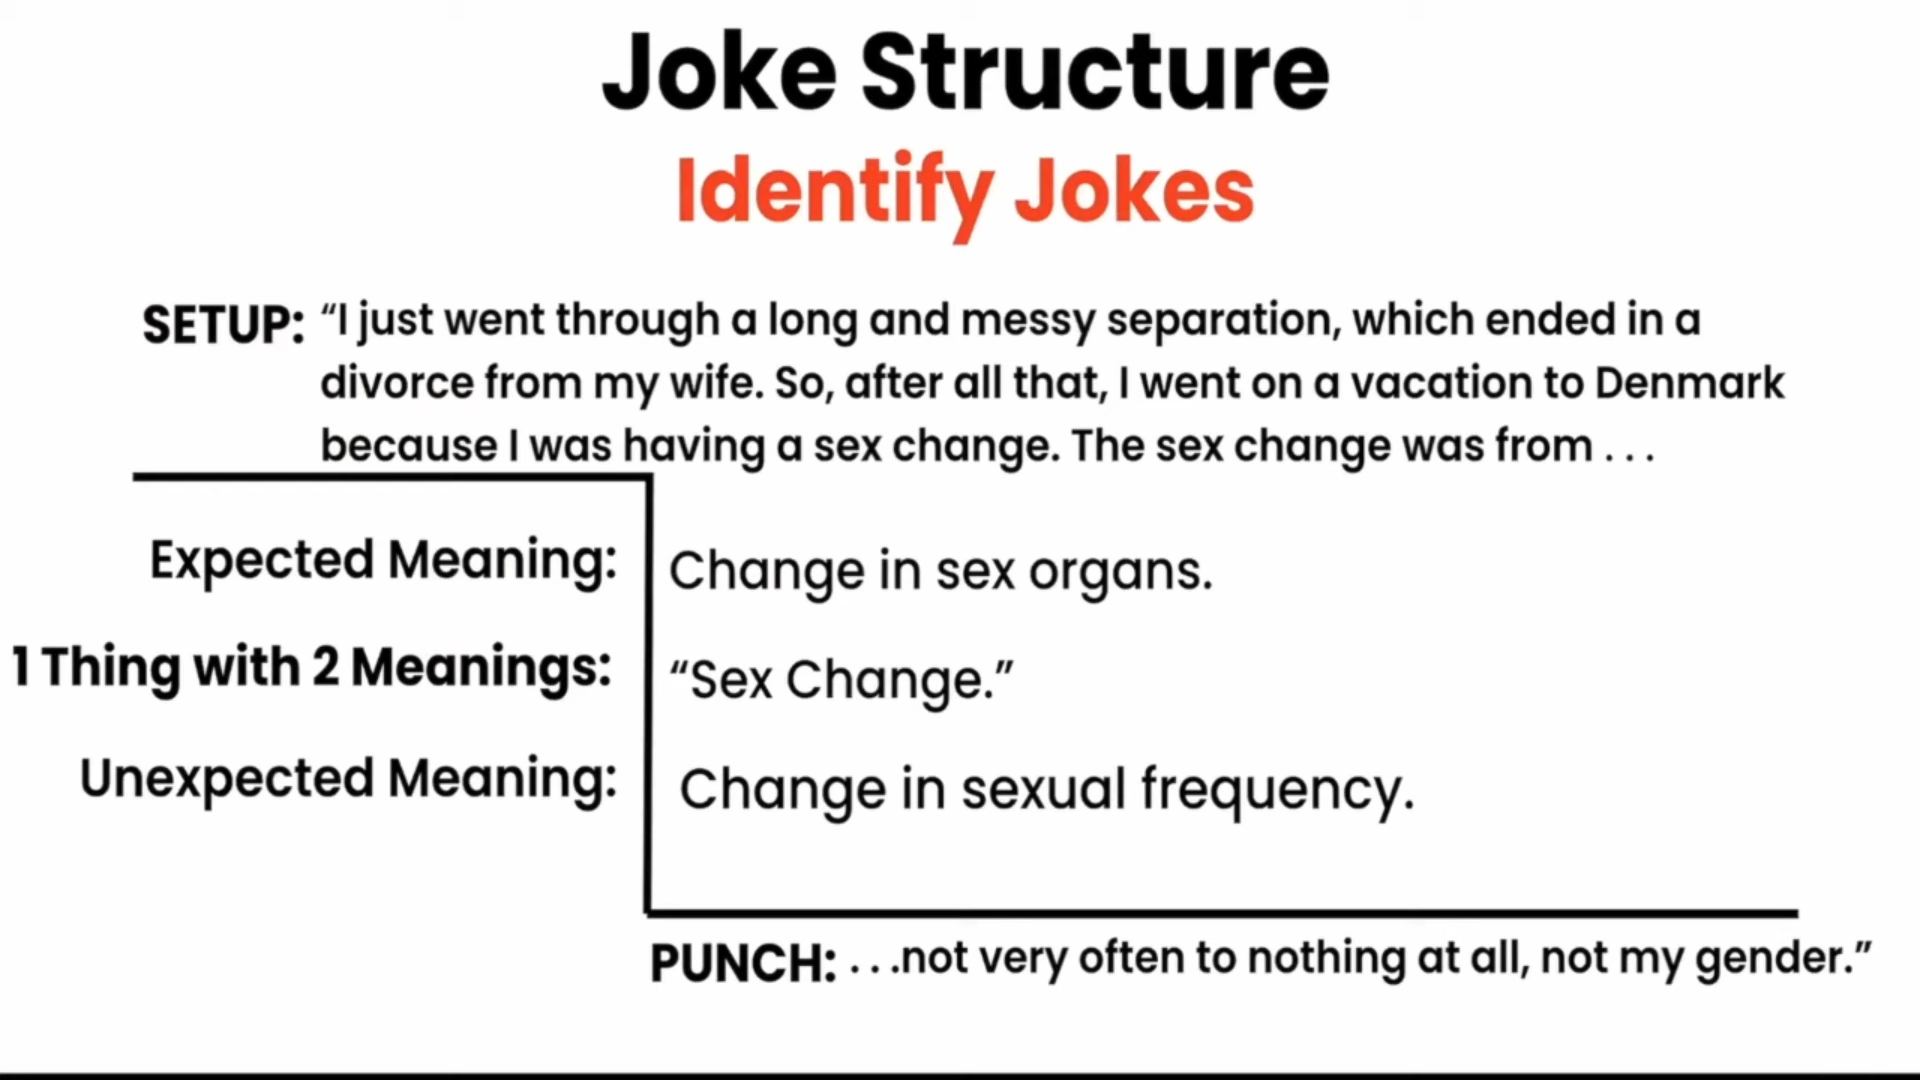 Joke Structure
Identify Jokes
SETUP: “I just went through a long and messy separation, which ended in a
divorce from my wife. So, after all that, I went on a vacation to Denmark
because I was having a sex change. The sex change was from . . .
Expected Meaning: Change in sex organs.
1 Thing with 2 Meanings: “Sex Change.”
Unexpected Meaning: Change in sexual frequency.
PUNCH: . . .not very often to nothing at all, not my gender.”